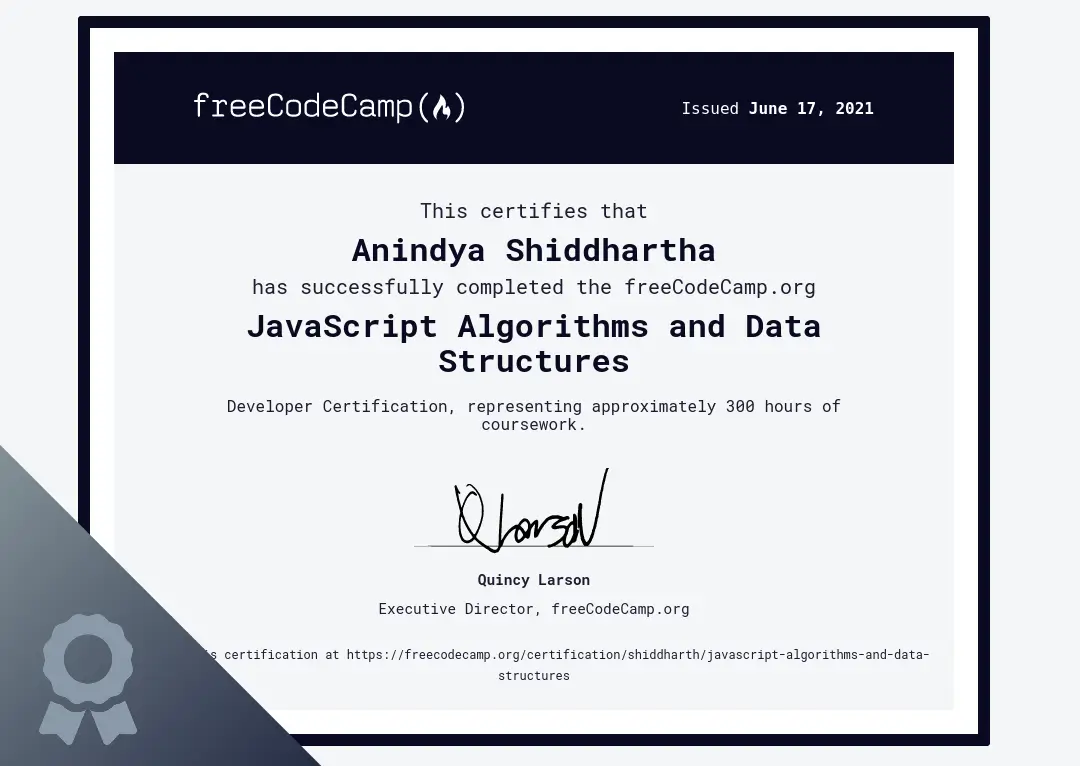 freeCodeCamp
Issued June 17, 2021
This certifies that
Anindya Shiddhartha
has successfully completed the freeCodeCamp.org
JavaScript Algorithms and Data
Structures
Developer Certification, representing approximately 300 hours of
coursework.
Quincy Larson
Executive Director, freeCodeCamp.org
certification at https://freecodecamp.org/certification/shiddharth/javascript-algorithms-and-data-
structures